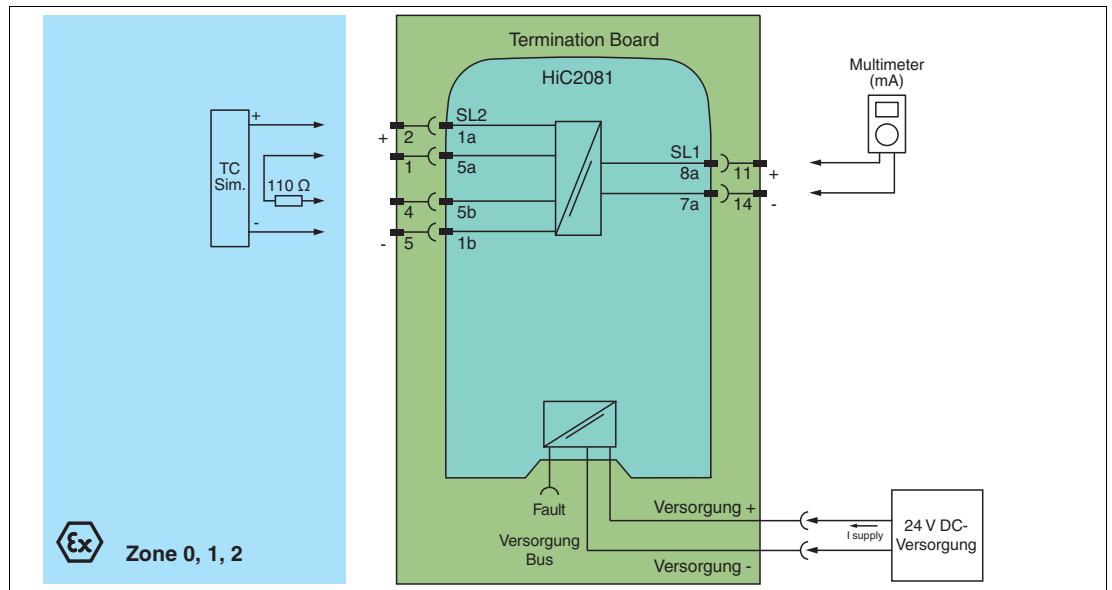 Termination Board
HiC2081
Multimeter
(mA)
+
TC
Sim.
110 Ω
-
+
2
1
4
-
5
SL2
1a
5a
5b
1b
SL1
8a
7a
11
+
14
-
Fault
Versorgung
Bus
Versorgung +
Versorgung -
I supply
24 V DC-
Versorgung
Ex
Zone 0, 1, 2